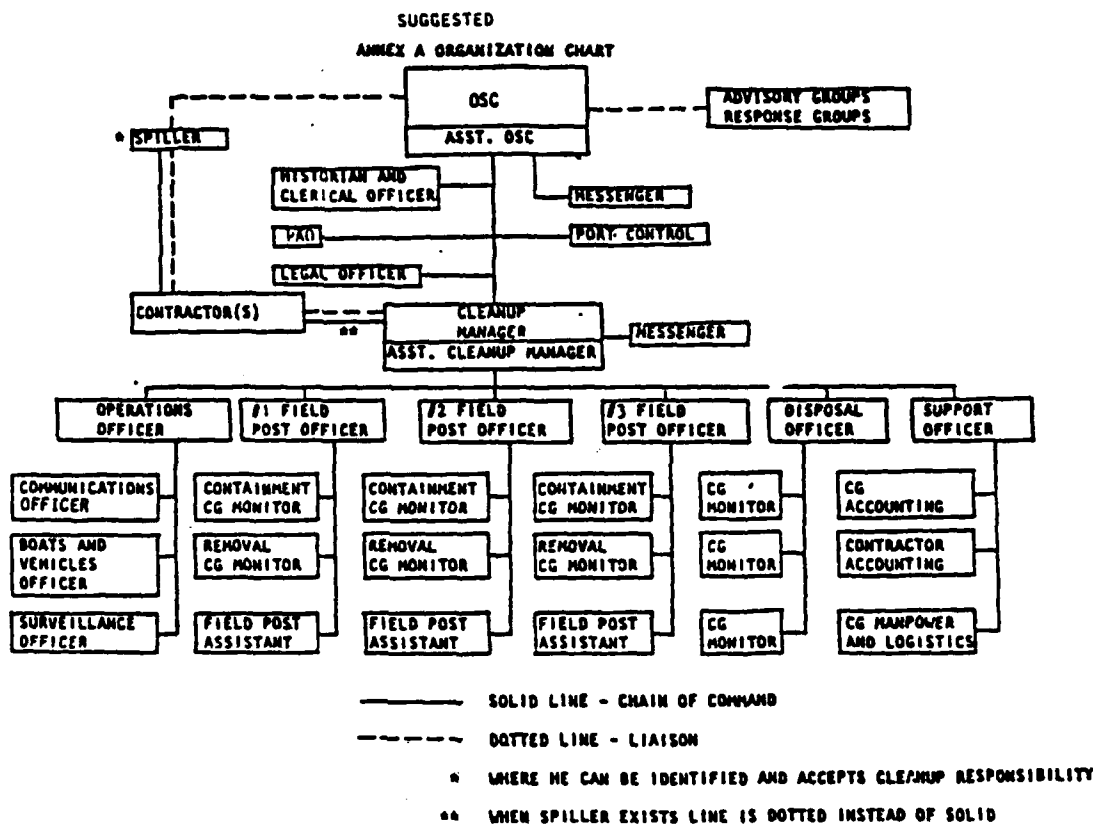 SUGGESTED
ANNEX A ORGANIZATION CHART
OSC
ASST. OSC
ADVISORY GROUPS
RESPONSE GROUPS
* SPILLER
HISTORIAN AND
CLERICAL OFFICER
MESSENGER
PAO
PORT CONTROL
LEGAL OFFICER
CONTRACTOR(S)
**
CLEANUP
MANAGER
ASST. CLEANUP MANAGER
MESSENGER
OPERATIONS
OFFICER
#1 FIELD
POST OFFICER
#2 FIELD
POST OFFICER
#3 FIELD
POST OFFICER
DISPOSAL
OFFICER
SUPPORT
OFFICER
COMMUNICATIONS
OFFICER
CONTAINMENT
CG MONITOR
CONTAINMENT
CG MONITOR
CONTAINMENT
CG MONITOR
CG
MONITOR
CG
ACCOUNTING
BOATS AND
VEHICLES
OFFICER
REMOVAL
CG MONITOR
REMOVAL
CG MONITOR
REMOVAL
CG MONITOR
CG
MONITOR
CONTRACTOR
ACCOUNTING
SURVEILLANCE
OFFICER
FIELD POST
ASSISTANT
FIELD POST
ASSISTANT
FIELD POST
ASSISTANT
CG
MONITOR
CG MANPOWER
AND LOGISTICS
SOLID LINE - CHAIN OF COMMAND
DOTTED LINE - LIAISON
* WHERE HE CAN BE IDENTIFIED AND ACCEPTS CLEANUP RESPONSIBILITY
** WHEN SPILLER EXISTS LINE IS DOTTED INSTEAD OF SOLID